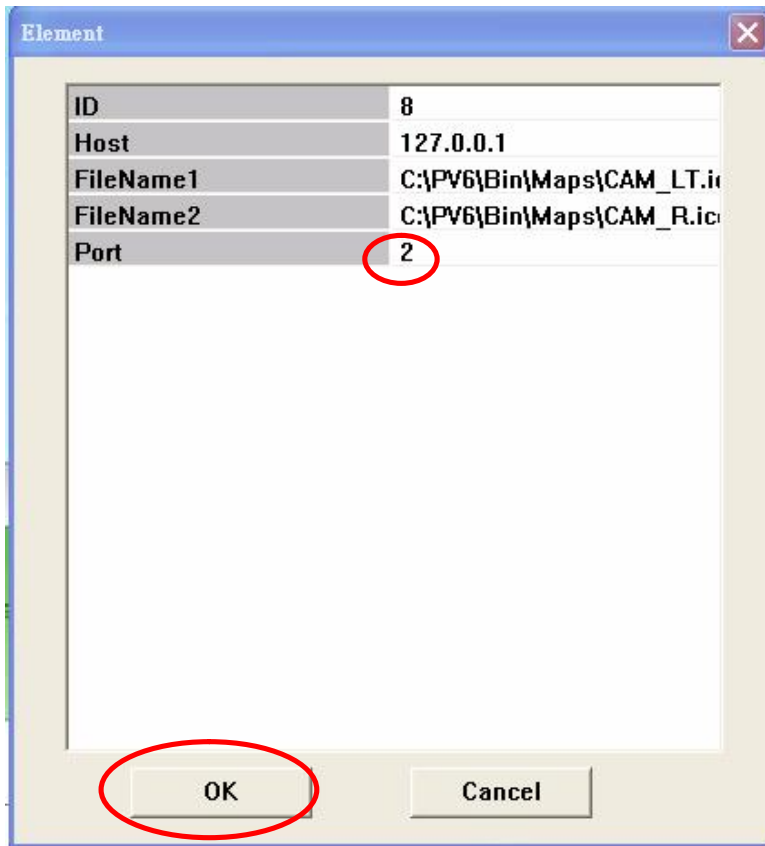 Element
ID 8
Host 127.0.0.1
FileName1 C:\PV6\Bin\Maps\CAM_LT.i
FileName2 C:\PV6\Bin\Maps\CAM_R.ic
Port 2
OK Cancel